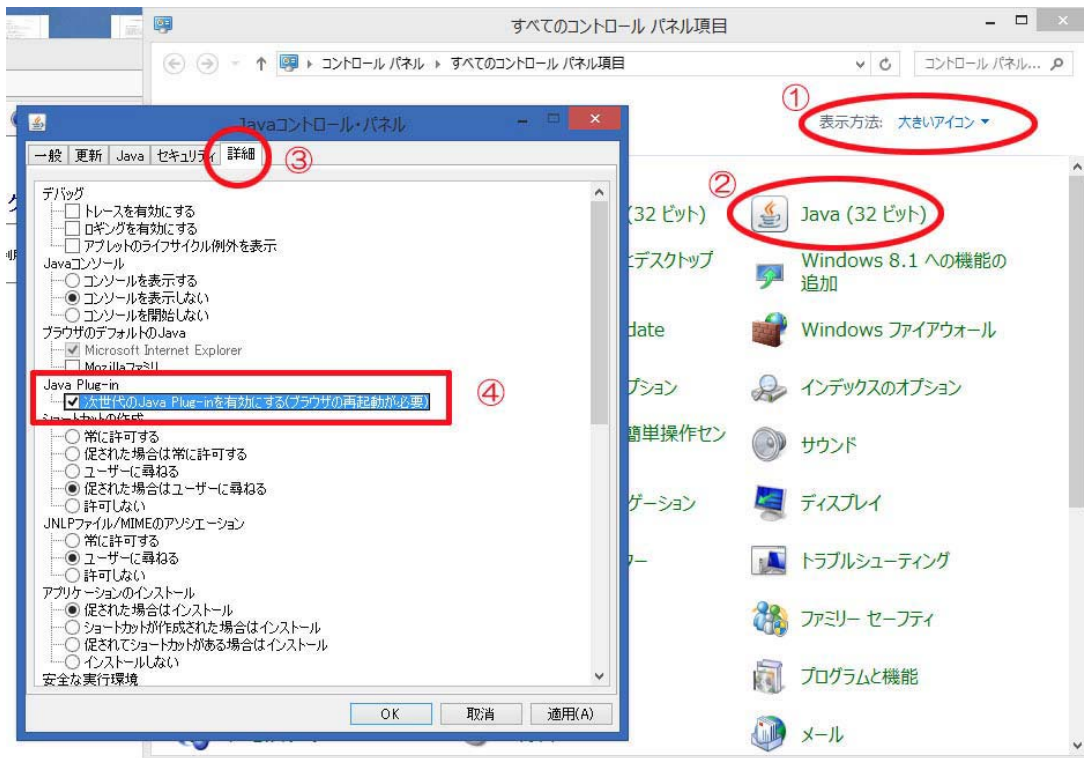 すべてのコントロール パネル項目
コントロール パネル ▸ すべてのコントロール パネル項目
コントロール パネル...
①
表示方法: 大きいアイコン
Javaコントロール・パネル
一般 更新 Java セキュリティ 詳細
③
デバッグ
トレースを有効にする
ロギングを有効にする
アプレットのライフサイクル例外を表示
Javaコンソール
コンソールを表示する
コンソールを表示しない
コンソールを開始しない
ブラウザのデフォルトのJava
Microsoft Internet Explorer
Mozillaファミリ
Java Plug-in
次世代のJava Plug-inを有効にする(ブラウザの再起動が必要)
④
ショートカットの作成
常に許可する
促された場合は常に許可する
ユーザーに尋ねる
促された場合はユーザーに尋ねる
許可しない
JNLPファイル/MIMEのアソシエーション
常に許可する
ユーザーに尋ねる
許可しない
アプリケーションのインストール
促された場合はインストール
ショートカットが作成された場合はインストール
促されてショートカットがある場合はインストール
インストールしない
安全な実行環境
OK 取消 適用(A)
②
(32 ビット)
Java (32 ビット)
デスクトップ
Windows 8.1 への機能の
追加
date
Windows ファイアウォール
プション
インデックスのオプション
簡単操作セン
サウンド
ゲーション
ディスプレイ
トラブルシューティング
ファミリー セーフティ
プログラムと機能
メール